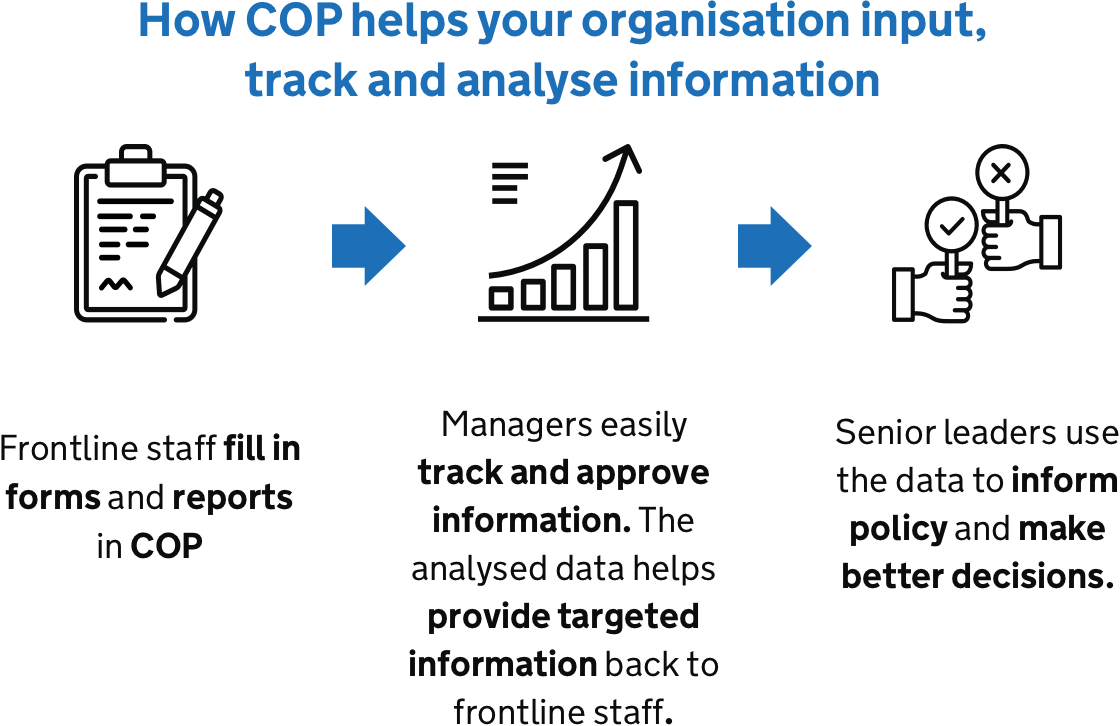 How COP helps your organisation input,
track and analyse information
Frontline staff fill in
forms and reports
in COP
Managers easily
track and approve
information. The
analysed data helps
provide targeted
information back to
frontline staff.
Senior leaders use
the data to inform
policy and make
better decisions.